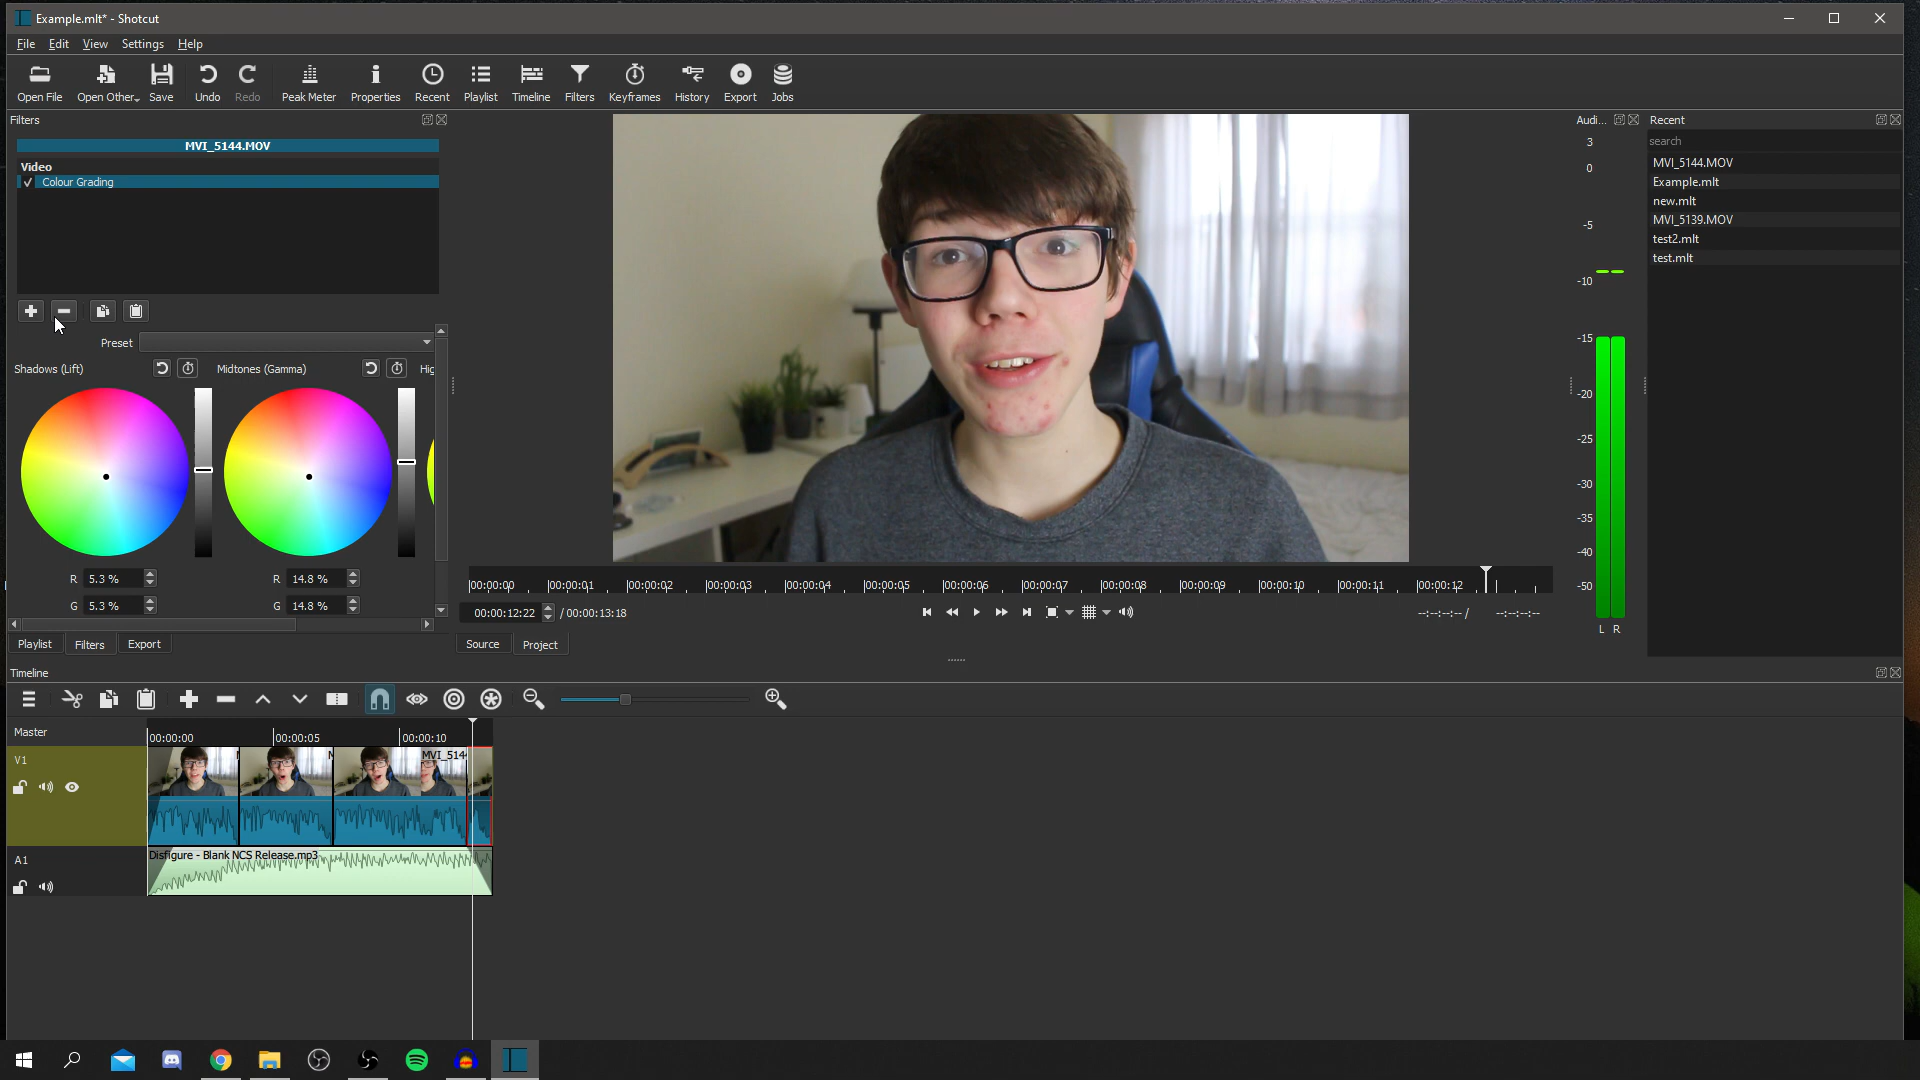 Example.mlt* - Shotcut
File Edit View Settings Help
Open File Open Other... Save Undo Redo Peak Meter Properties Recent Playlist Timeline Filters Keyframes History Export Jobs
Filters
MVI_5144.MOV
Video
Colour Grading
Preset
Shadows (Lift) Midtones (Gamma) Hig
R 5.3 % R 14.8 %
G 5.3 % G 14.8 %
Playlist Filters Export
00:00:00 00:00:01 00:00:02 00:00:03 00:00:04 00:00:05 00:00:06 00:00:07 00:00:08 00:00:09 00:00:10 00:00:11 00:00:12
00:00:12:22 / 00:00:13:18 --:--:--:-- / --:--:--:--
Source Project
Audi...
3
0
-5
-10
-15
-20
-25
-30
-35
-40
-50
L R
Recent
search
MVI_5144.MOV
Example.mlt
new.mlt
MVI_5139.MOV
test2.mlt
test.mlt
Timeline
Master
00:00:00 00:00:05 00:00:10
V1
MVI_514
A1
Disfigure - Blank NCS Release.mp3